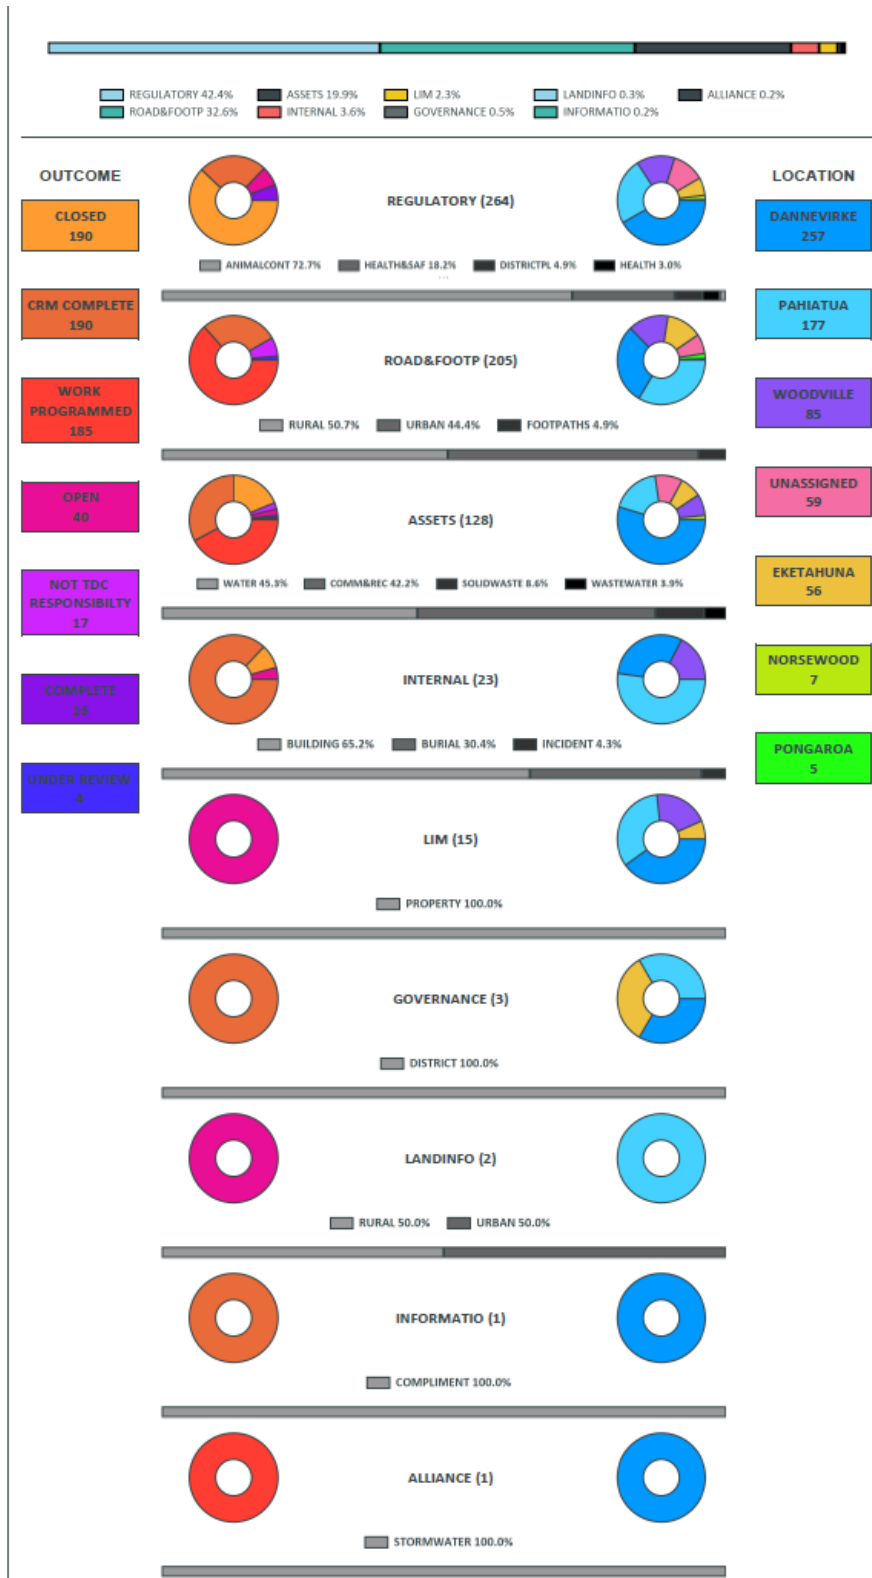 REGULATORY 42.4%
ASSETS 19.9%
LIM 2.3%
LANDINFO 0.3%
ALLIANCE 0.2%
ROAD&FOOTP 32.6%
INTERNAL 3.6%
GOVERNANCE 0.5%
INFORMATIO 0.2%
OUTCOME
CLOSED
190
CRM COMPLETE
190
WORK
PROGRAMMED
185
OPEN
40
NOT TDC
RESPONSIBILTY
17
COMPLETE
16
UNDER REVIEW
4
REGULATORY (264)
ANIMALCONT 72.7%
HEALTH&SAF 18.2%
DISTRICTPL 4.9%
HEALTH 3.0%
...
ROAD&FOOTP (205)
RURAL 50.7%
URBAN 44.4%
FOOTPATHS 4.9%
ASSETS (128)
WATER 45.3%
COMM&REC 42.2%
SOLIDWASTE 8.6%
WASTEWATER 3.9%
INTERNAL (23)
BUILDING 65.2%
BURIAL 30.4%
INCIDENT 4.3%
LIM (15)
PROPERTY 100.0%
GOVERNANCE (3)
DISTRICT 100.0%
LANDINFO (2)
RURAL 50.0%
URBAN 50.0%
INFORMATIO (1)
COMPLIMENT 100.0%
ALLIANCE (1)
STORMWATER 100.0%
LOCATION
DANNEVIRKE
257
PAHIATUA
177
WOODVILLE
85
UNASSIGNED
59
EKETAHUNA
56
NORSEWOOD
7
PONGAROA
5